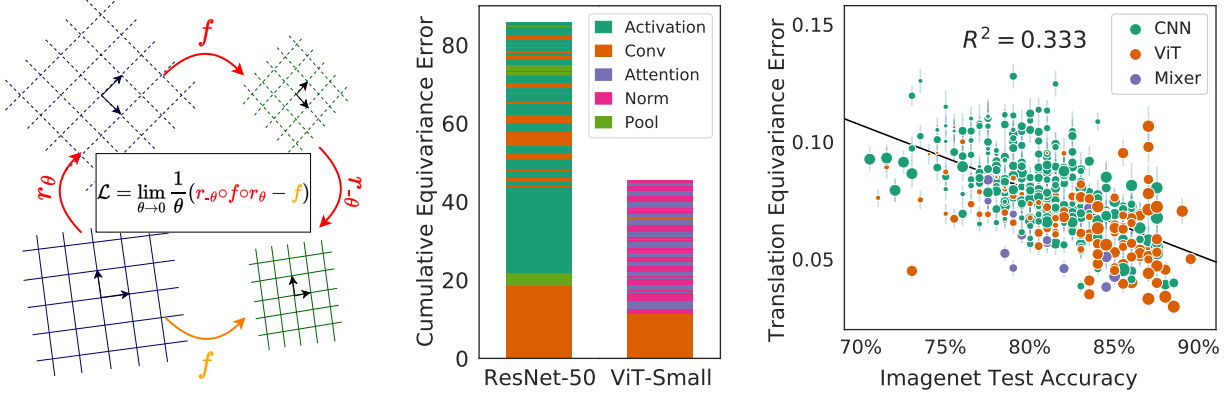 f
r_θ
ℒ = lim_{θ→0} 1/θ (r_{-θ}∘f∘r_θ − f)
r_{-θ}
f
Cumulative Equivariance Error
80
60
40
20
0
Activation
Conv
Attention
Norm
Pool
ResNet-50 ViT-Small
Translation Equivariance Error
0.15
0.10
0.05
R² = 0.333
CNN
ViT
Mixer
70% 75% 80% 85% 90%
Imagenet Test Accuracy